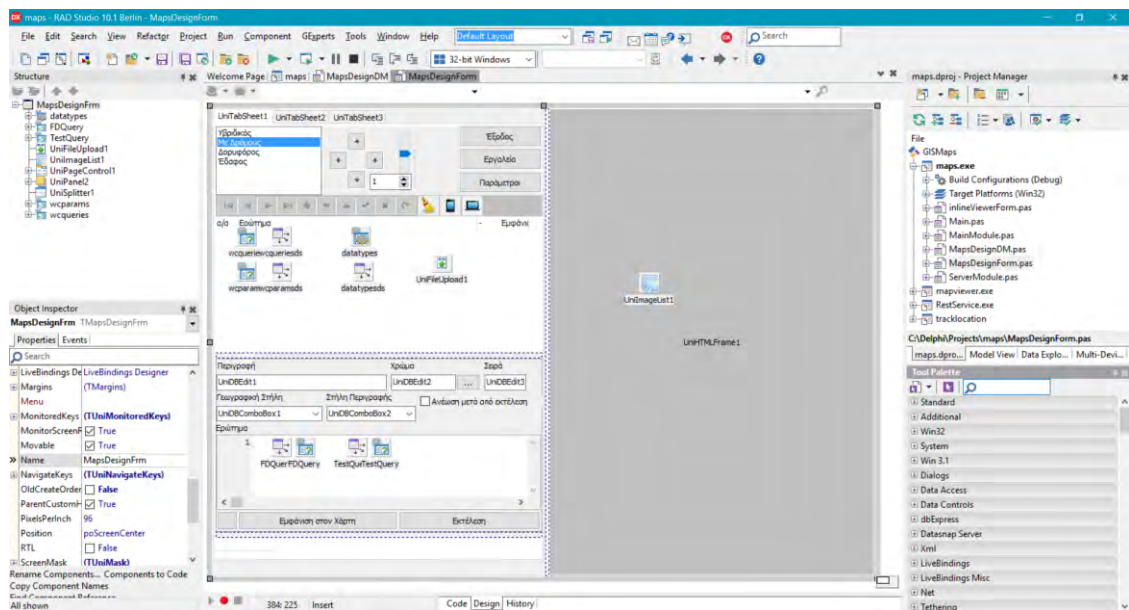 maps - RAD Studio 10.1 Berlin - MapsDesignForm
File Edit Search View Refactor Project Run Component GExperts Tools Window Help
Default Layout
Search
32-bit Windows
Structure
Welcome Page maps MapsDesignDM MapsDesignForm
MapsDesignFrm
datatypes
FDQuery
TestQuery
UniFileUpload1
UniImageList1
UniPageControl1
UniPanel2
UniSplitter1
wcparams
wcqueries
Object Inspector
MapsDesignFrm TMapsDesignFrm
Properties Events
Search
LiveBindings De LiveBindings Designer
Margins (TMargins)
Menu
MonitoredKeys (TUniMonitoredKeys)
MonitorScreenR True
Movable True
Name MapsDesignFrm
NavigateKeys (TUniNavigateKeys)
OldCreateOrder False
ParentCustomH True
PixelsPerInch 96
Position poScreenCenter
RTL False
ScreenMask (TUniMask)
Rename Components... Components to Code
Copy Component Names
Find Component Reference
All shown
UniTabSheet1 UniTabSheet2 UniTabSheet3
Υβριδικός
Με Δρόμους
Δορυφόρος
Έδαφος
1
Έξοδος
Εργαλεία
Παράμετροι
α/α Ερώτημα - Εμφάνι
wcqueriewcqueriesds datatypes
UniFileUpload1
wcparamwcparamsds datatypesds
Περιγραφή Χρώμα Σειρά
UniDBEdit1 UniDBEdit2 ... UniDBEdit3
Γεωγραφική Στήλη Στήλη Περιγραφής
UniDBComboBox1 UniDBComboBox2 Ανέωση μετά από εκτέλεση
Ερώτημα
1
FDQuerFDQuery TestQuiTestQuery
Εμφάνιση στον Χάρτη Εκτέλεση
UniImageList1
UniHTMLFrame1
384: 225 Insert Code Design History
maps.dproj - Project Manager
File
GISMaps
maps.exe
Build Configurations (Debug)
Target Platforms (Win32)
inlineViewerForm.pas
Main.pas
MainModule.pas
MapsDesignDM.pas
MapsDesignForm.pas
ServerModule.pas
mapviewer.exe
RestService.exe
tracklocation
C:\Delphi\Projects\maps\MapsDesignForm.pas
maps.dpro... Model View Data Explo... Multi-Devi...
Tool Palette
Standard
Additional
Win32
System
Win 3.1
Dialogs
Data Access
Data Controls
dbExpress
Datasnap Server
Xml
LiveBindings
LiveBindings Misc
Net
Tethering